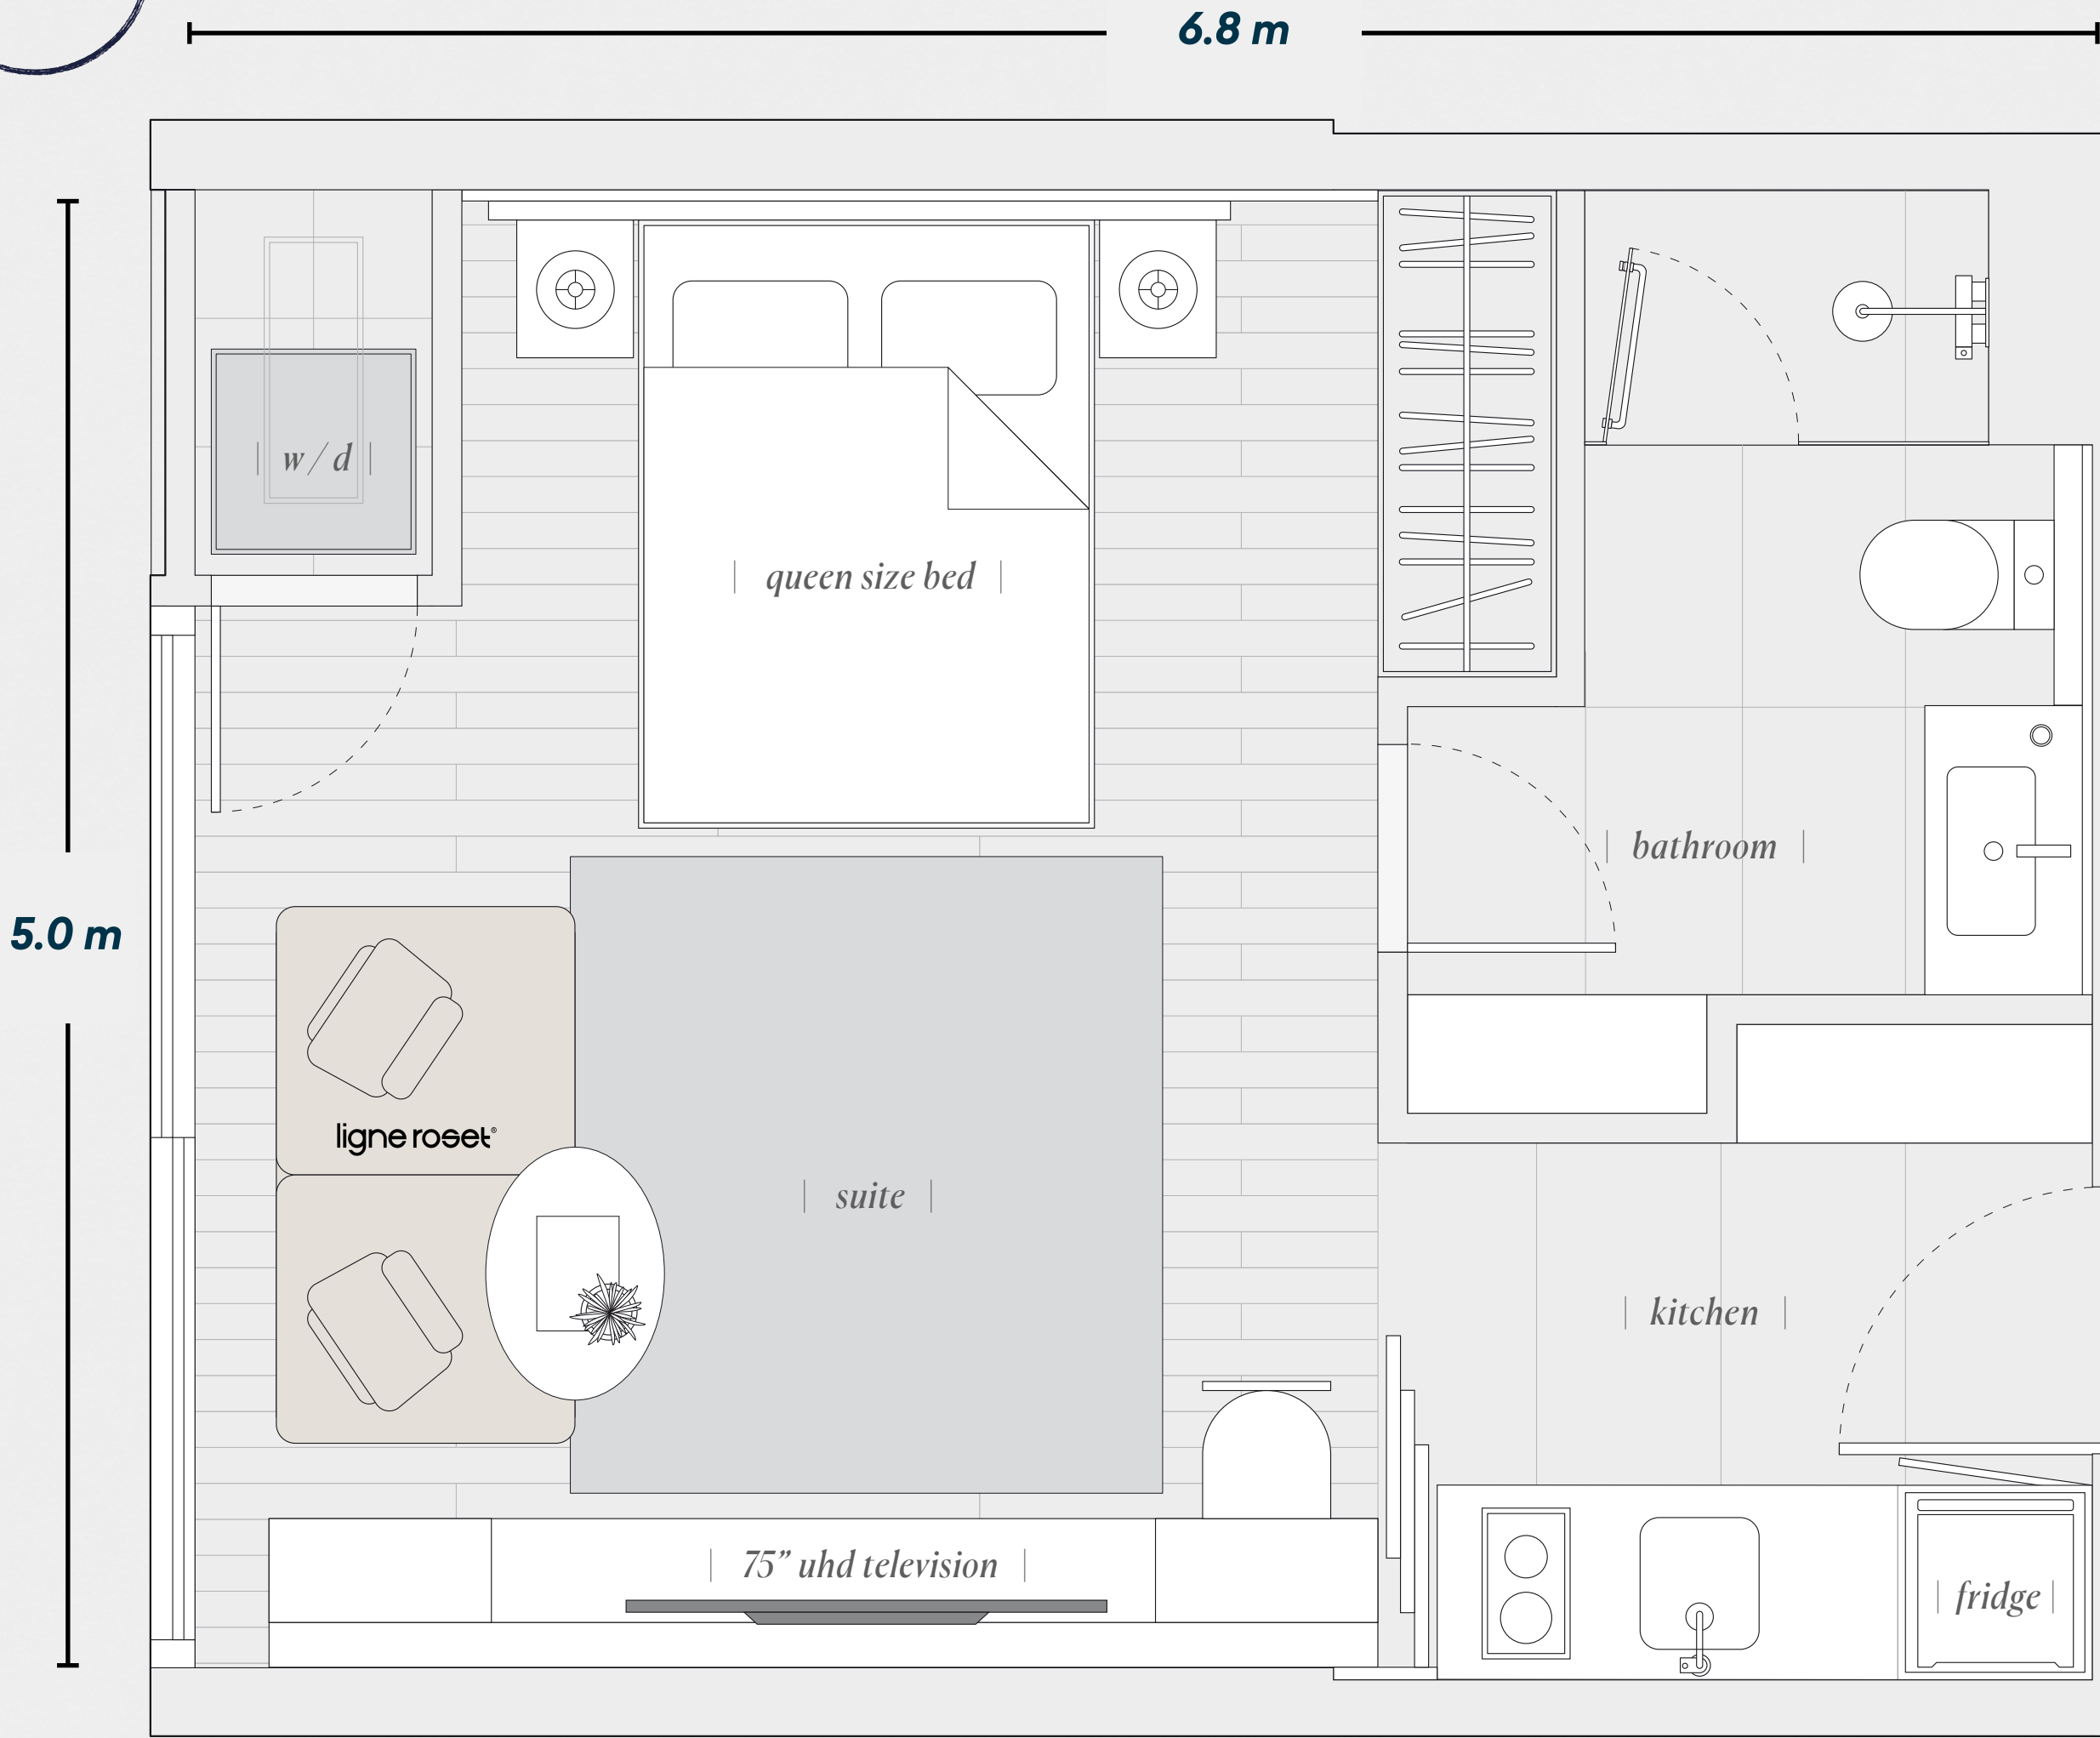 6.8 m
| w/d |
| queen size bed |
| bathroom |
5.0 m
ligne roset®
| suite |
| kitchen |
| 75” uhd television |
| fridge |